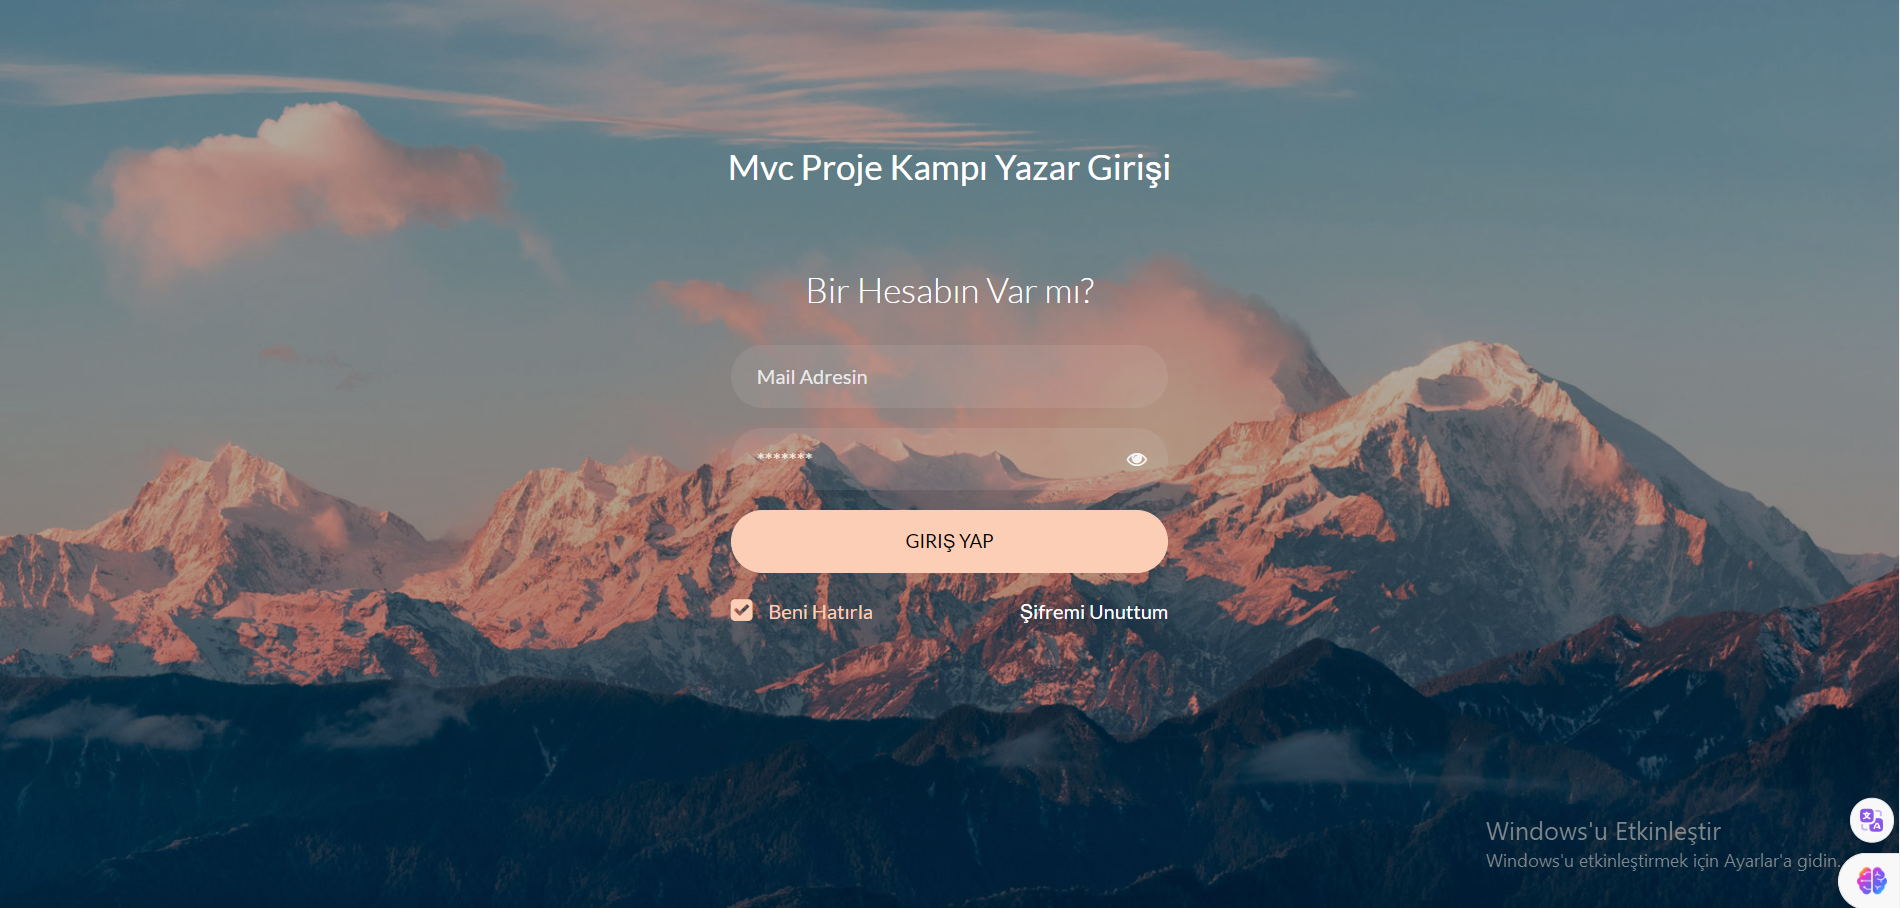 Mvc Proje Kampı Yazar Girişi
Bir Hesabın Var mı?
Mail Adresin
*******
GIRIŞ YAP
Beni Hatırla
Şifremi Unuttum
Windows'u Etkinleştir
Windows'u etkinleştirmek için Ayarlar'a gidin.